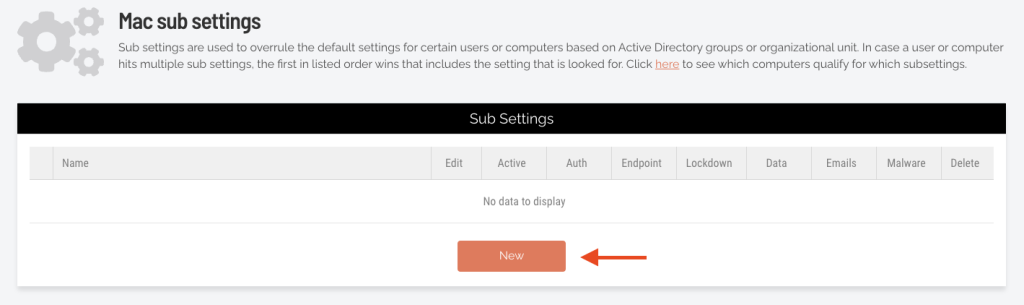 Mac sub settings
Sub settings are used to overrule the default settings for certain users or computers based on Active Directory groups or organizational unit. In case a user or computer
hits multiple sub settings, the first in listed order wins that includes the setting that is looked for. Click here to see which computers qualify for which subsettings.
Sub Settings
Name Edit Active Auth Endpoint Lockdown Data Emails Malware Delete
No data to display
New